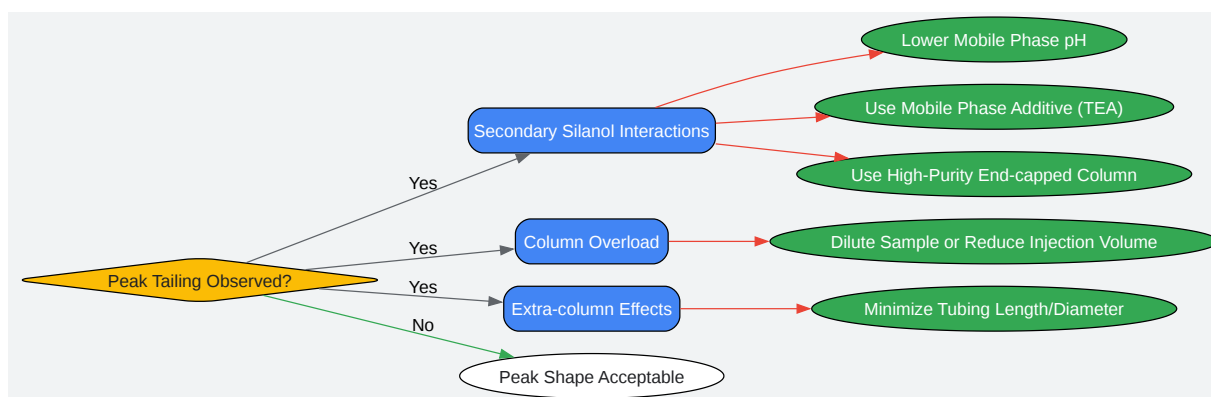 Lower Mobile Phase pH
Use Mobile Phase Additive (TEA)
Secondary Silanol Interactions
Use High-Purity End-capped Column
Yes
Column Overload
Dilute Sample or Reduce Injection Volume
Yes
Peak Tailing Observed?
Yes
Extra-column Effects
Minimize Tubing Length/Diameter
No
Peak Shape Acceptable